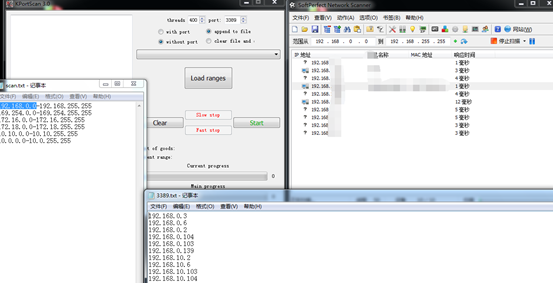 KPortScan 3.0
threads: 400 port: 3389
with port append to file
without port clear file and -
Load ranges
Clear
Slow stop
Fast stop
Start
t of goods:
ant range:
Current progress
0
Main progress
SoftPerfect Network Scanner
文件(F) 查看(V) 动作(A) 选项(O) 书签(B) 帮助(H)
网站(W)
范围从 192 . 168 . 0 . 0 到 192 . 168 . 255 . 255 停止扫描
IP 地址 名称 MAC 地址 响应时间
192.168 1 毫秒
192.168 3 毫秒
192.168 4 毫秒
192.168 1 毫秒
192.168 4 毫秒
192.168 12 毫秒
192.168 5 毫秒
192.168 5 毫秒
192.168 3 毫秒
192.168 3 毫秒
scan.txt - 记事本
文件(F) 编辑(E) 格式(O) 查看(V) 帮助(H)
92.168.0.0-192.168.255.255
69.254.0.0-169.254.255.255
72.16.0.0-172.16.255.255
72.18.0.0-172.18.255.255
0.10.0.0-10.10.255.255
0.0.0.0-10.0.255.255
3389.txt - 记事本
文件(F) 编辑(E) 格式(O) 查看(V) 帮助(H)
192.168.0.3
192.168.0.6
192.168.0.2
192.168.0.104
192.168.0.103
192.168.0.139
192.168.10.2
192.168.10.6
192.168.10.103
192.168.10.104